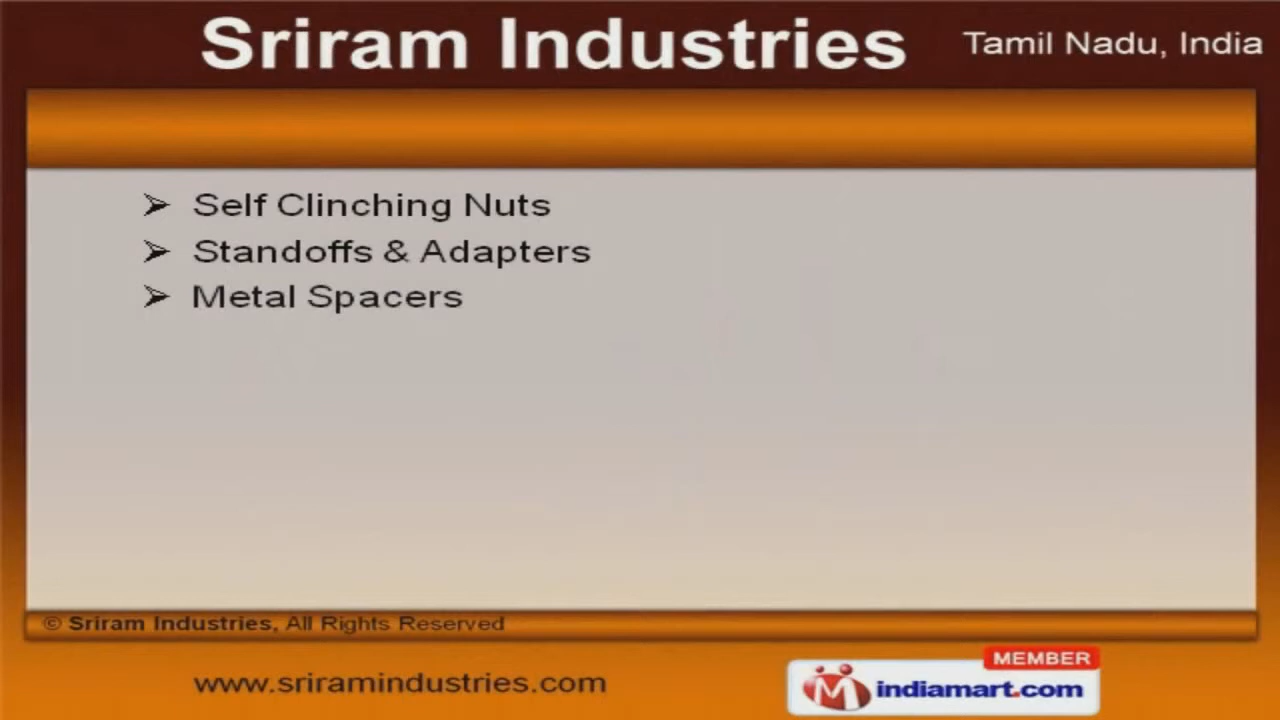 Sriram Industries
Tamil Nadu, India
➢ Self Clinching Nuts
➢ Standoffs & Adapters
➢ Metal Spacers
© Sriram Industries, All Rights Reserved
www.sriramindustries.com
MEMBER
indiamart.com